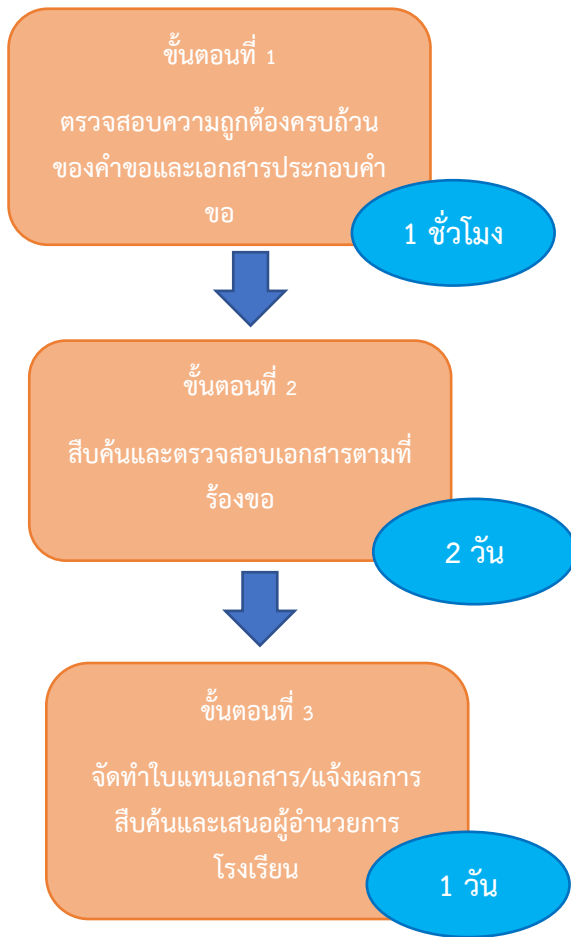 ขั้นตอนที่ 1
ตรวจสอบความถูกต้องครบถ้วน
ของคำขอและเอกสารประกอบคำ
ขอ
1 ชั่วโมง
ขั้นตอนที่ 2
สืบค้นและตรวจสอบเอกสารตามที่
ร้องขอ
2 วัน
ขั้นตอนที่ 3
จัดทำใบแทนเอกสาร/แจ้งผลการ
สืบค้นและเสนอผู้อำนวยการ
โรงเรียน
1 วัน